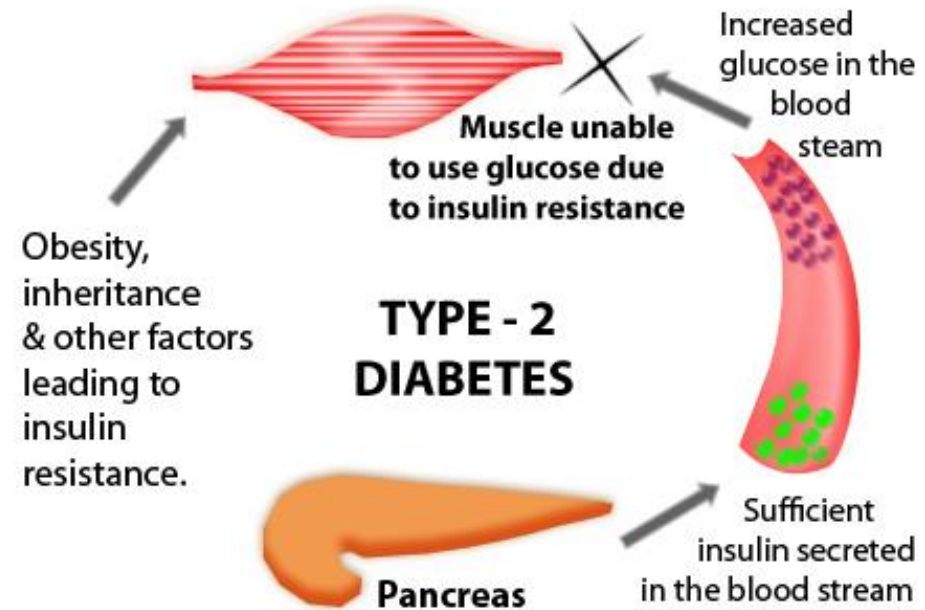 Increased
glucose in the
blood
steam
Muscle unable
to use glucose due
to insulin resistance
Obesity,
inheritance
& other factors
leading to
insulin
resistance.
TYPE - 2
DIABETES
Sufficient
insulin secreted
in the blood stream
Pancreas